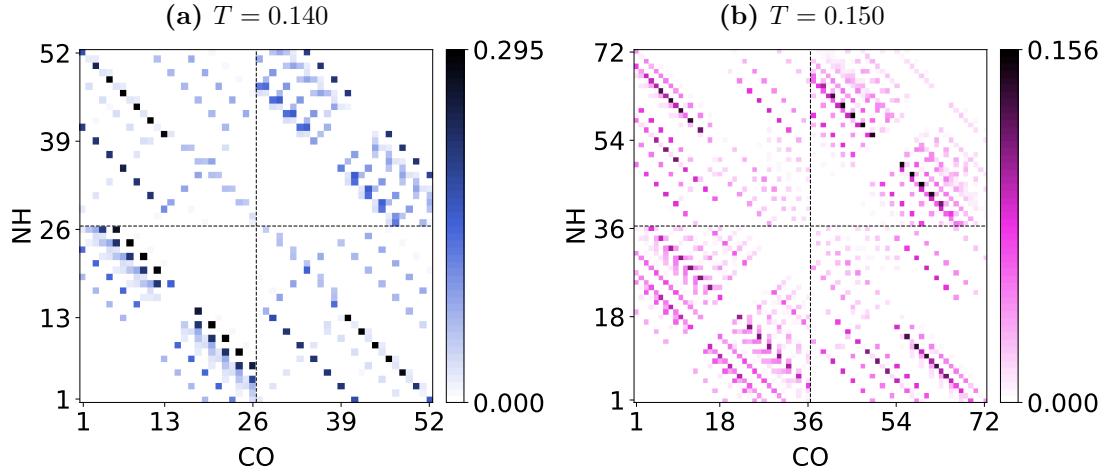 (a) T = 0.140
52
39
26
13
1
NH
1 13 26 39 52
CO
0.295
0.000
(b) T = 0.150
72
54
36
18
1
NH
1 18 36 54 72
CO
0.156
0.000